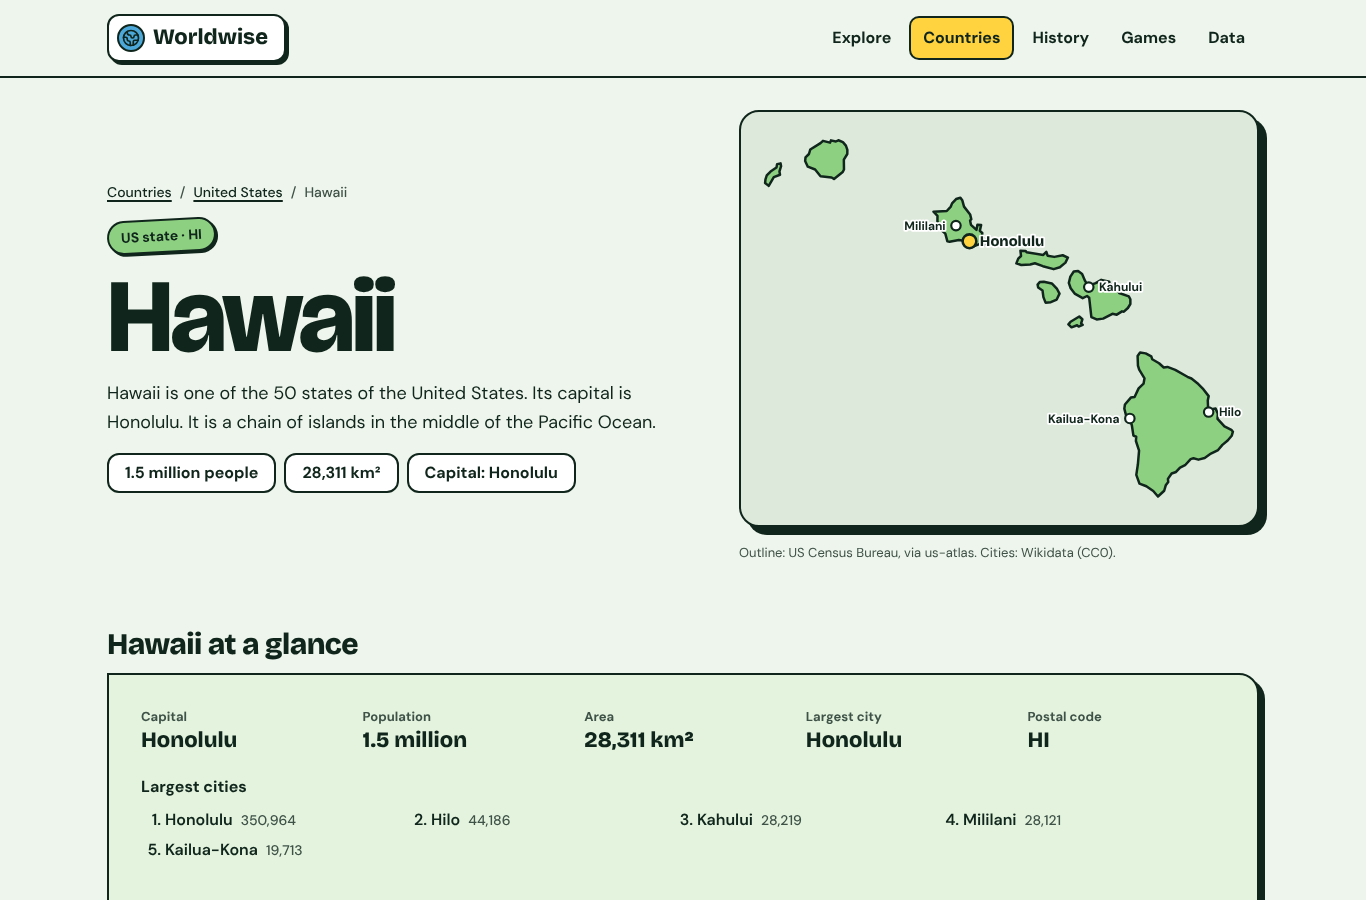 Worldwise
Explore
Countries
History
Games
Data
Countries / United States / Hawaii
US state · HI
Hawaii
Hawaii is one of the 50 states of the United States. Its capital is
Honolulu. It is a chain of islands in the middle of the Pacific Ocean.
1.5 million people
28,311 km²
Capital: Honolulu
Mililani
Honolulu
Kahului
Kailua-Kona
Hilo
Outline: US Census Bureau, via us-atlas. Cities: Wikidata (CC0).
Hawaii at a glance
Capital
Honolulu
Population
1.5 million
Area
28,311 km²
Largest city
Honolulu
Postal code
HI
Largest cities
1. Honolulu 350,964
2. Hilo 44,186
3. Kahului 28,219
4. Mililani 28,121
5. Kailua-Kona 19,713